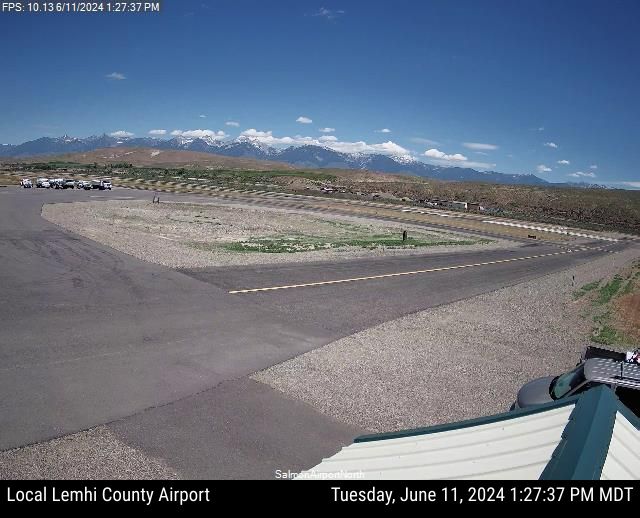 FPS: 10.13 6/11/2024 1:27:37 PM
SalmonAirportNorth
Local Lemhi County Airport
Tuesday, June 11, 2024 1:27:37 PM MDT